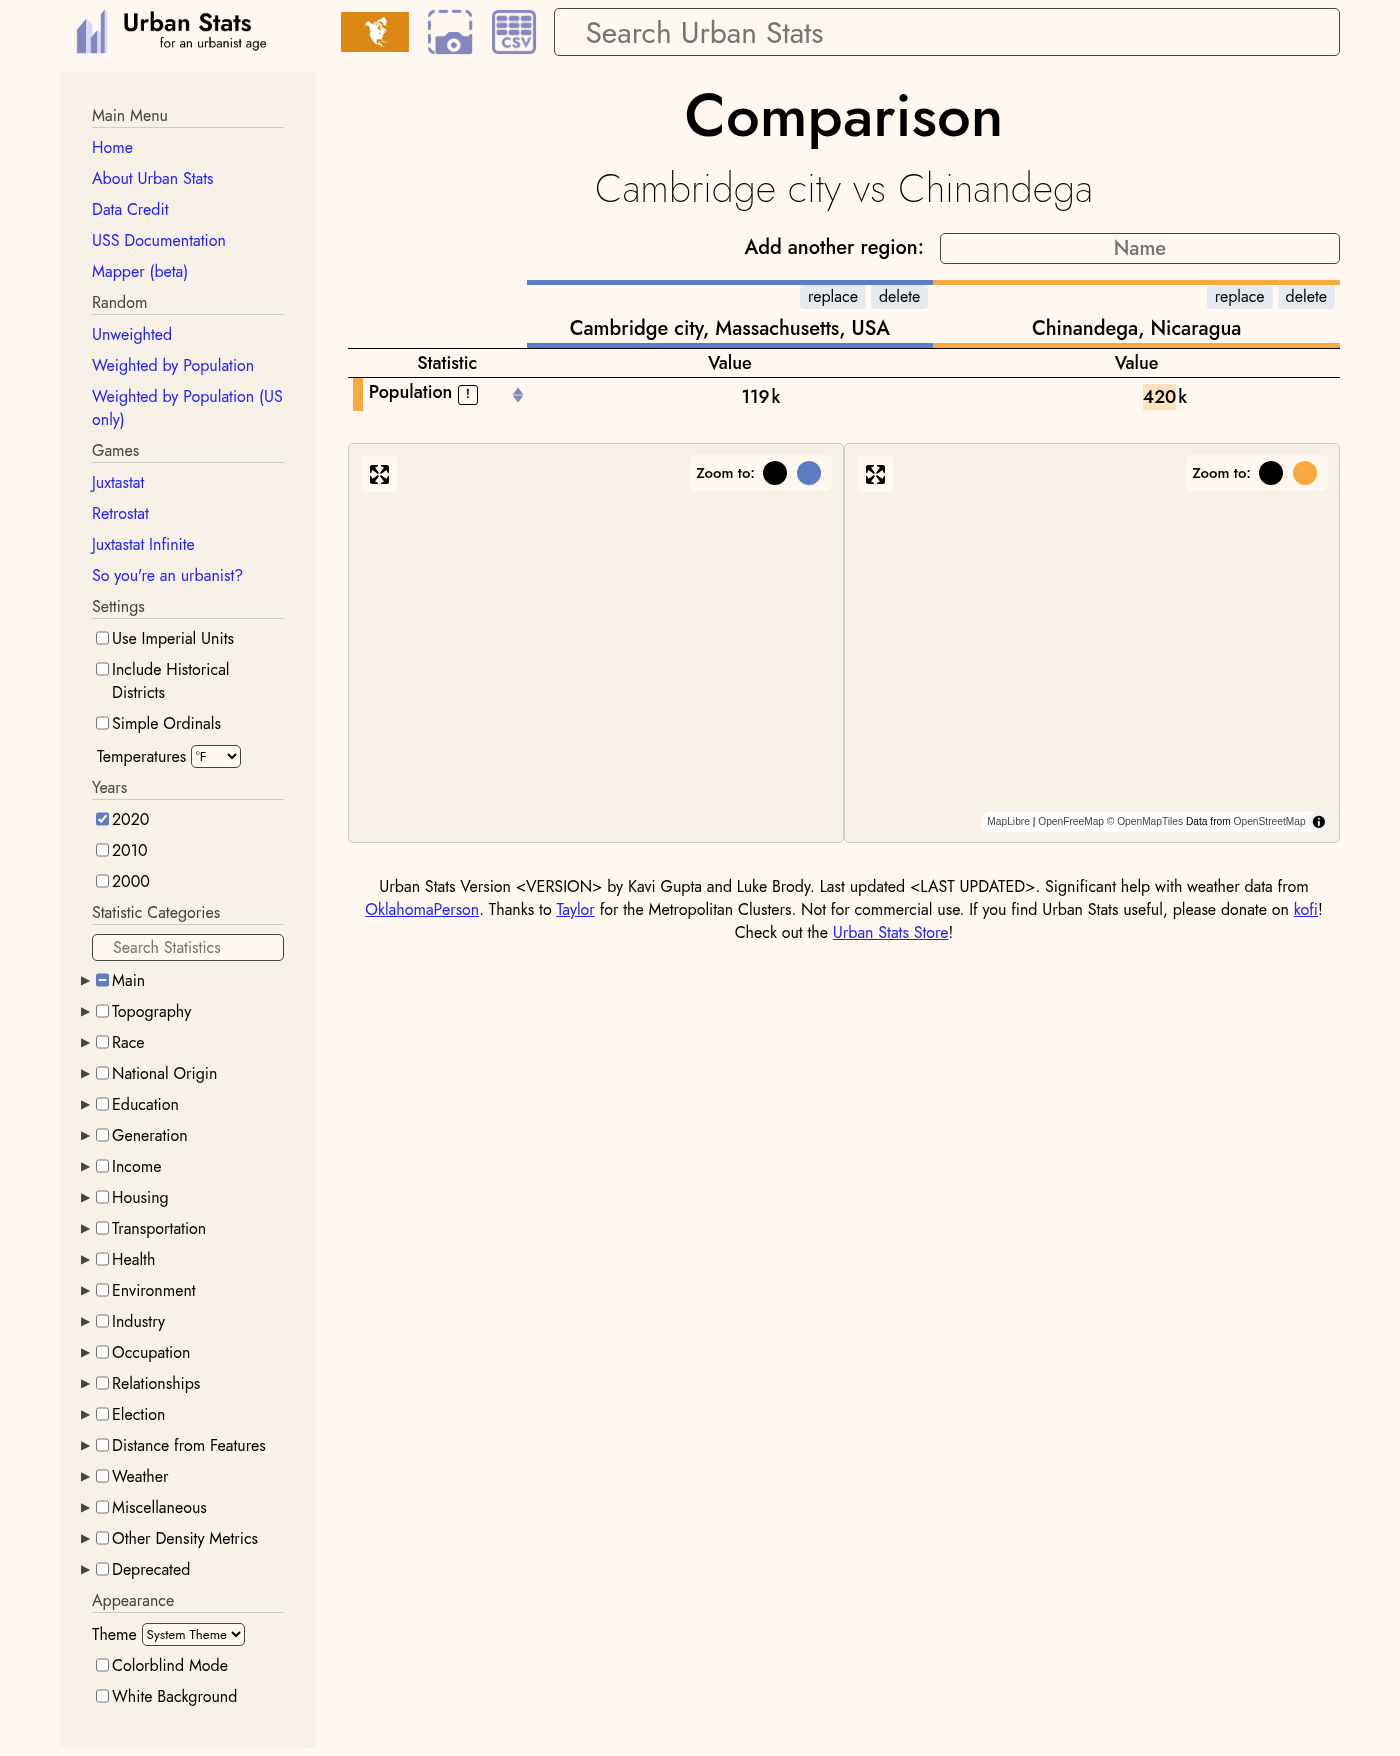 Urban Stats
for an urbanist age
CSV
Search Urban Stats
Main Menu
Home
About Urban Stats
Data Credit
USS Documentation
Mapper (beta)
Random
Unweighted
Weighted by Population
Weighted by Population (US
only)
Games
Juxtastat
Retrostat
Juxtastat Infinite
So you're an urbanist?
Settings
Use Imperial Units
Include Historical
Districts
Simple Ordinals
Temperatures °F
Years
2020
2010
2000
Statistic Categories
Search Statistics
Main
Topography
Race
National Origin
Education
Generation
Income
Housing
Transportation
Health
Environment
Industry
Occupation
Relationships
Election
Distance from Features
Weather
Miscellaneous
Other Density Metrics
Deprecated
Appearance
Theme System Theme
Colorblind Mode
White Background
Comparison
Cambridge city vs Chinandega
Add another region: Name
replace delete replace delete
Cambridge city, Massachusetts, USA Chinandega, Nicaragua
Statistic Value Value
Population ! 119k 420k
Zoom to: Zoom to:
MapLibre | OpenFreeMap © OpenMapTiles Data from OpenStreetMap
Urban Stats Version <VERSION> by Kavi Gupta and Luke Brody. Last updated <LAST UPDATED>. Significant help with weather data from
OklahomaPerson. Thanks to Taylor for the Metropolitan Clusters. Not for commercial use. If you find Urban Stats useful, please donate on kofi!
Check out the Urban Stats Store!